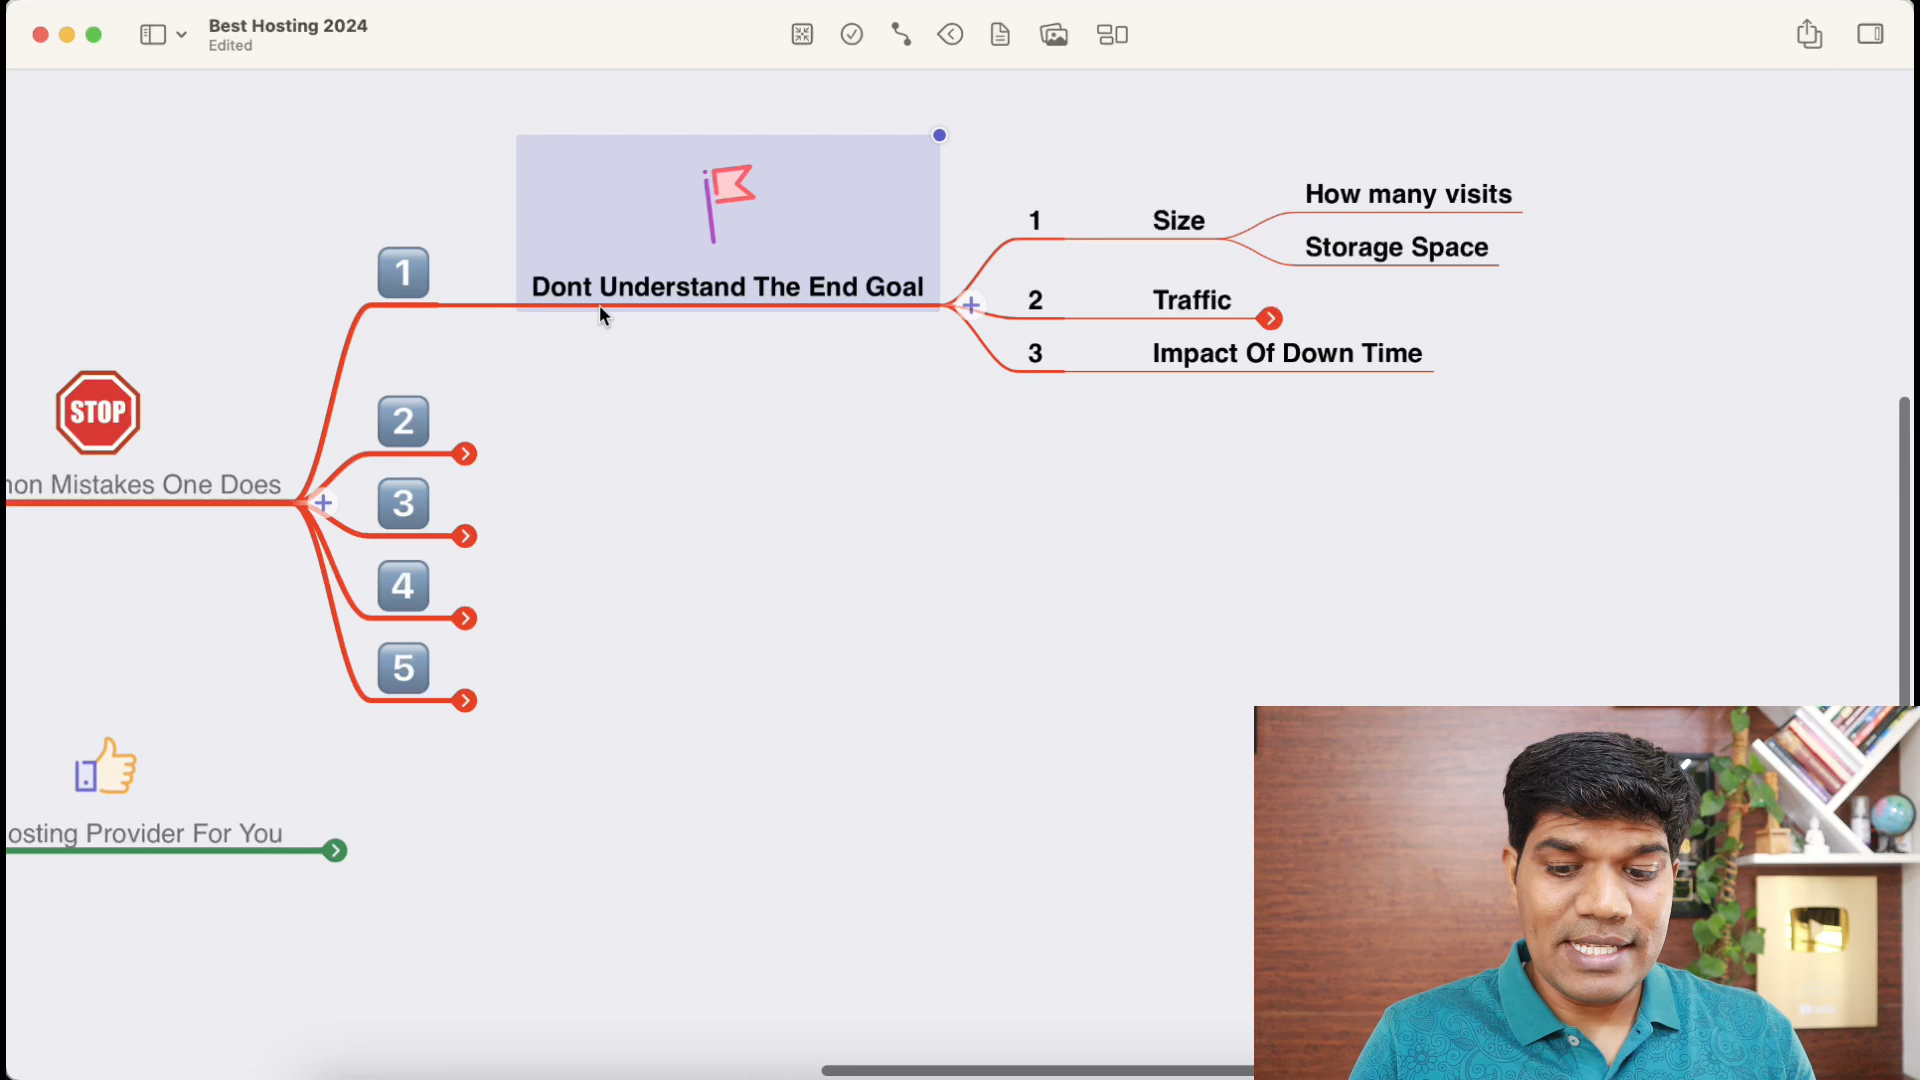 Best Hosting 2024
Edited
How many visits
1 Size
Storage Space
1
Dont Understand The End Goal
2 Traffic
3 Impact Of Down Time
STOP
2
non Mistakes One Does
3
4
5
osting Provider For You